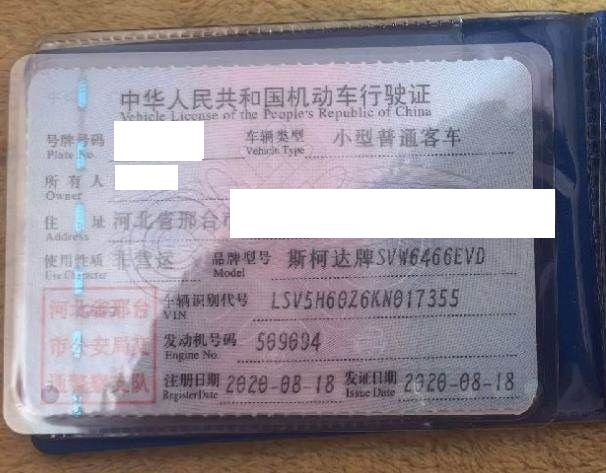 中华人民共和国机动车行驶证
Vehicle License of the People's Republic of China
号牌号码 车辆类型 小型普通客车
Plate No. Vehicle Type
所有人
Owner
住址 河北省邢台市
Address
使用性质 非营运 品牌型号 斯柯达牌SVW6466EVD
Use Character Model
车辆识别代号 LSV5H60Z6KN017355
VIN
发动机号码 509094
Engine No.
注册日期 2020-08-18 发证日期 2020-08-18
Register Date Issue Date
河北省邢台
市公安局交
通警察支队